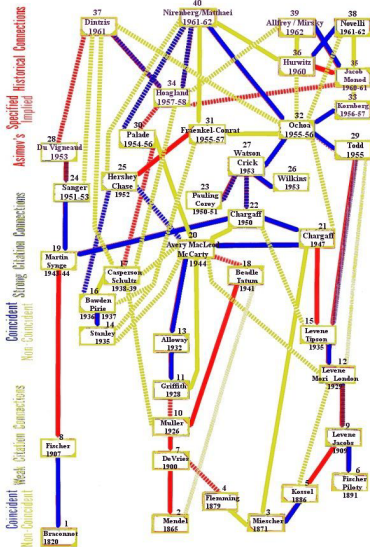 37
Dintzis
1961
40
Nirenberg/Matthaei
1961-62
39
Allfrey / Mirsky
1962
38
Novelli
1961-62
36
Hurwitz
1960
35
Jacob
Monod
1960-61
34
Hoagland
1957-58
33
Kornberg
1956-57
32
Ochoa
1955-56
31
Fraenkel-Conrat
1955-57
30
Palade
1954-56
29
Todd
1955
28
Du Vigneaud
1953
27
Watson
Crick
1953
26
Wilkins
1953
25
Hershey
Chase
1952
24
Sanger
1951-53
23
Pauling
Corey
1950-51
22
Chargaff
1950
21
Chargaff
1947
20
Avery MacLeod
McCarty
1944
19
Martin
Synge
1943-44
18
Beadle
Tatum
1941
17
Casperson
Schultz
1938-39
16
Bawden
Pirie
1936 1937
15
Levene
Tipson
1935
14
Stanley
1935
13
Alloway
1932
12
Levene
Mori London
1929
11
Griffith
1928
10
Muller
1926
9
Levene
Jacobs
1909
8
Fischer
1907
7
DeVries
1900
6
Fischer
Piloty
1891
5
Kossel
1886
4
Flemming
1879
3
Miescher
1871
2
Mendel
1865
1
Braconnot
1820
Asimov's Specified Historical Connections
Implied
Strong Citation Connections
Coincident
Non-Coincident
Weak Citation Connections
Coincident
Non-Coincident